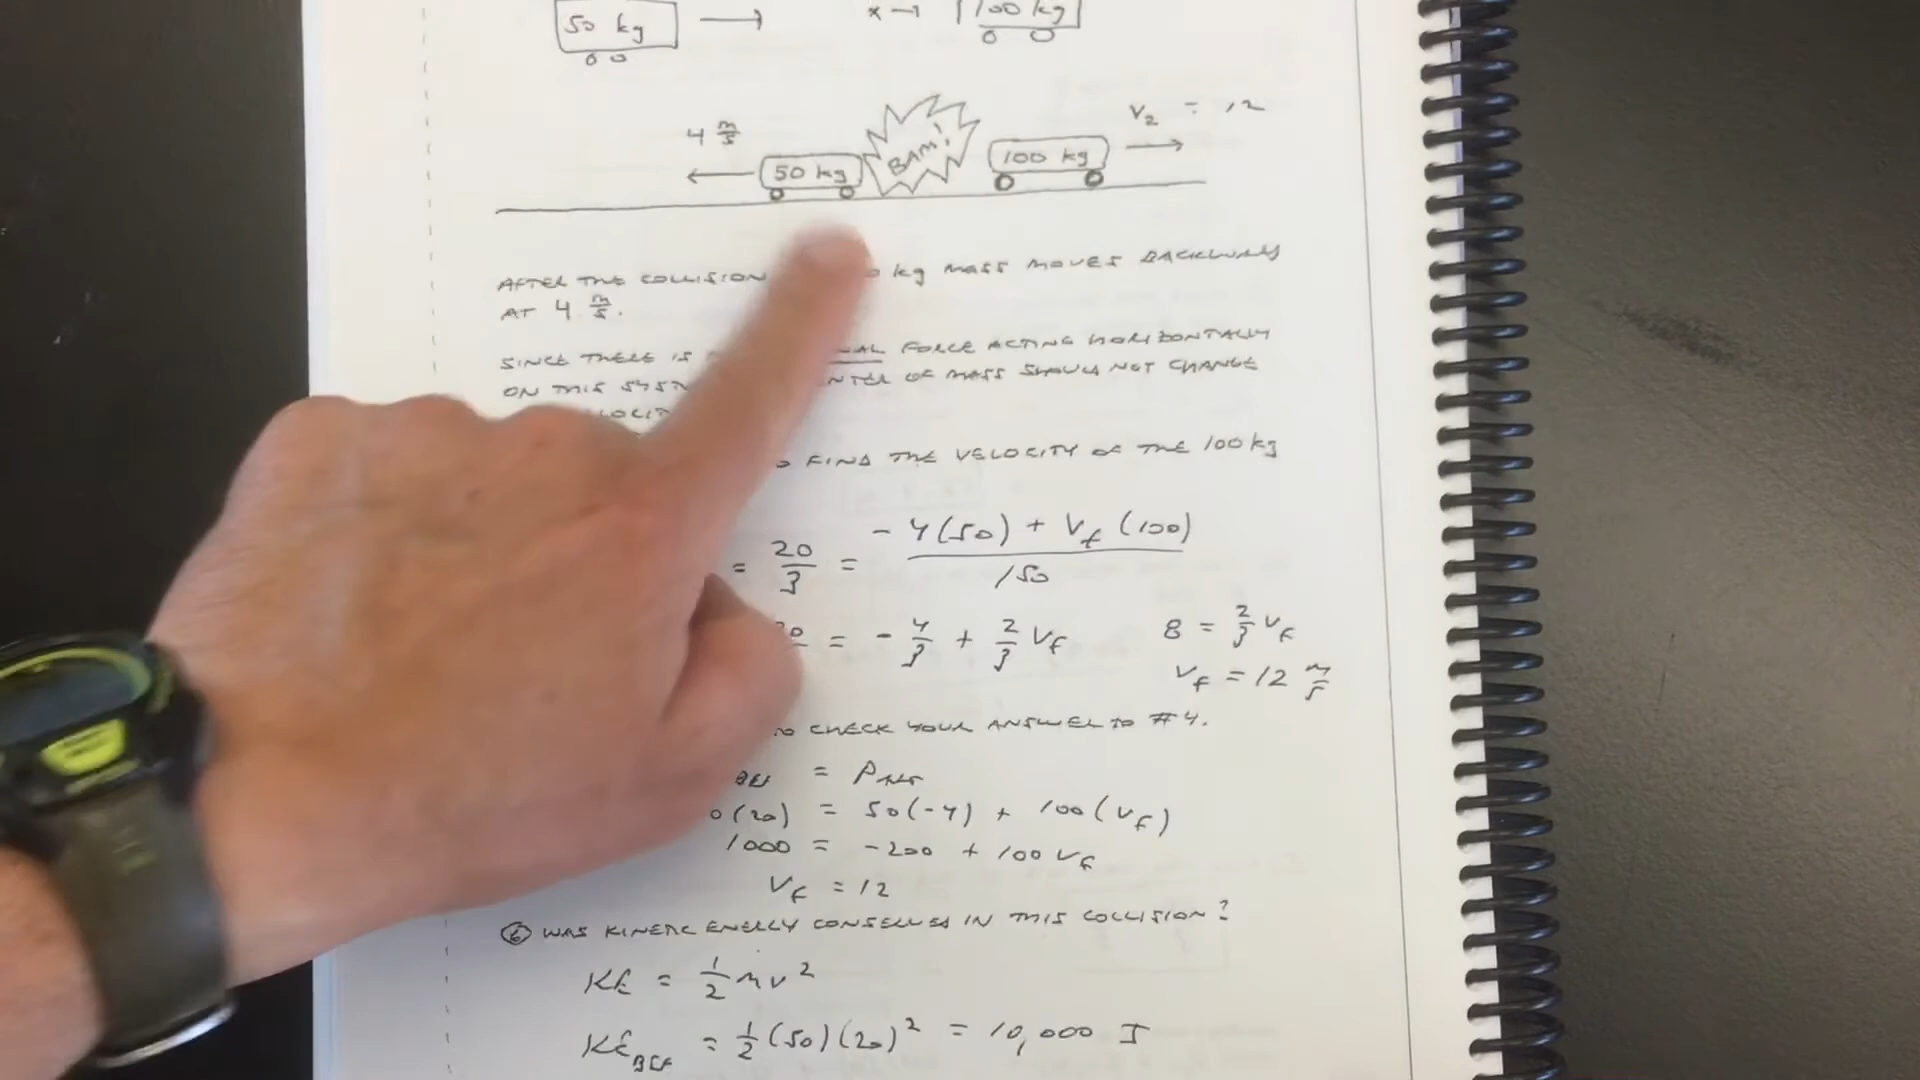 50 kg
100 kg
4 m/s
50 kg
BAM!
100 kg
V2 = 12
AFTER THE COLLISION kg MASS MOVES BACKWARDS
AT 4 m/s.
SINCE THERE IS FORCE ACTING HORIZONTALLY
ON THIS OF MASS SHOULD NOT CHANGE
FIND THE VELOCITY OF THE 100 kg
= 20/3 = (-4(50) + Vf (100))/150
= -4/3 + 2/3 Vf
8 = 2/3 Vf
Vf = 12 m/s
CHECK YOUR ANSWER TO #4.
= PAFT
(20) = 50(-4) + 100(Vf)
1000 = -200 + 100 Vf
Vf = 12
⑥ WAS KINETIC ENERGY CONSERVED IN THIS COLLISION?
KE = 1/2 mv²
KEBEF = 1/2 (50)(20)² = 10,000 J